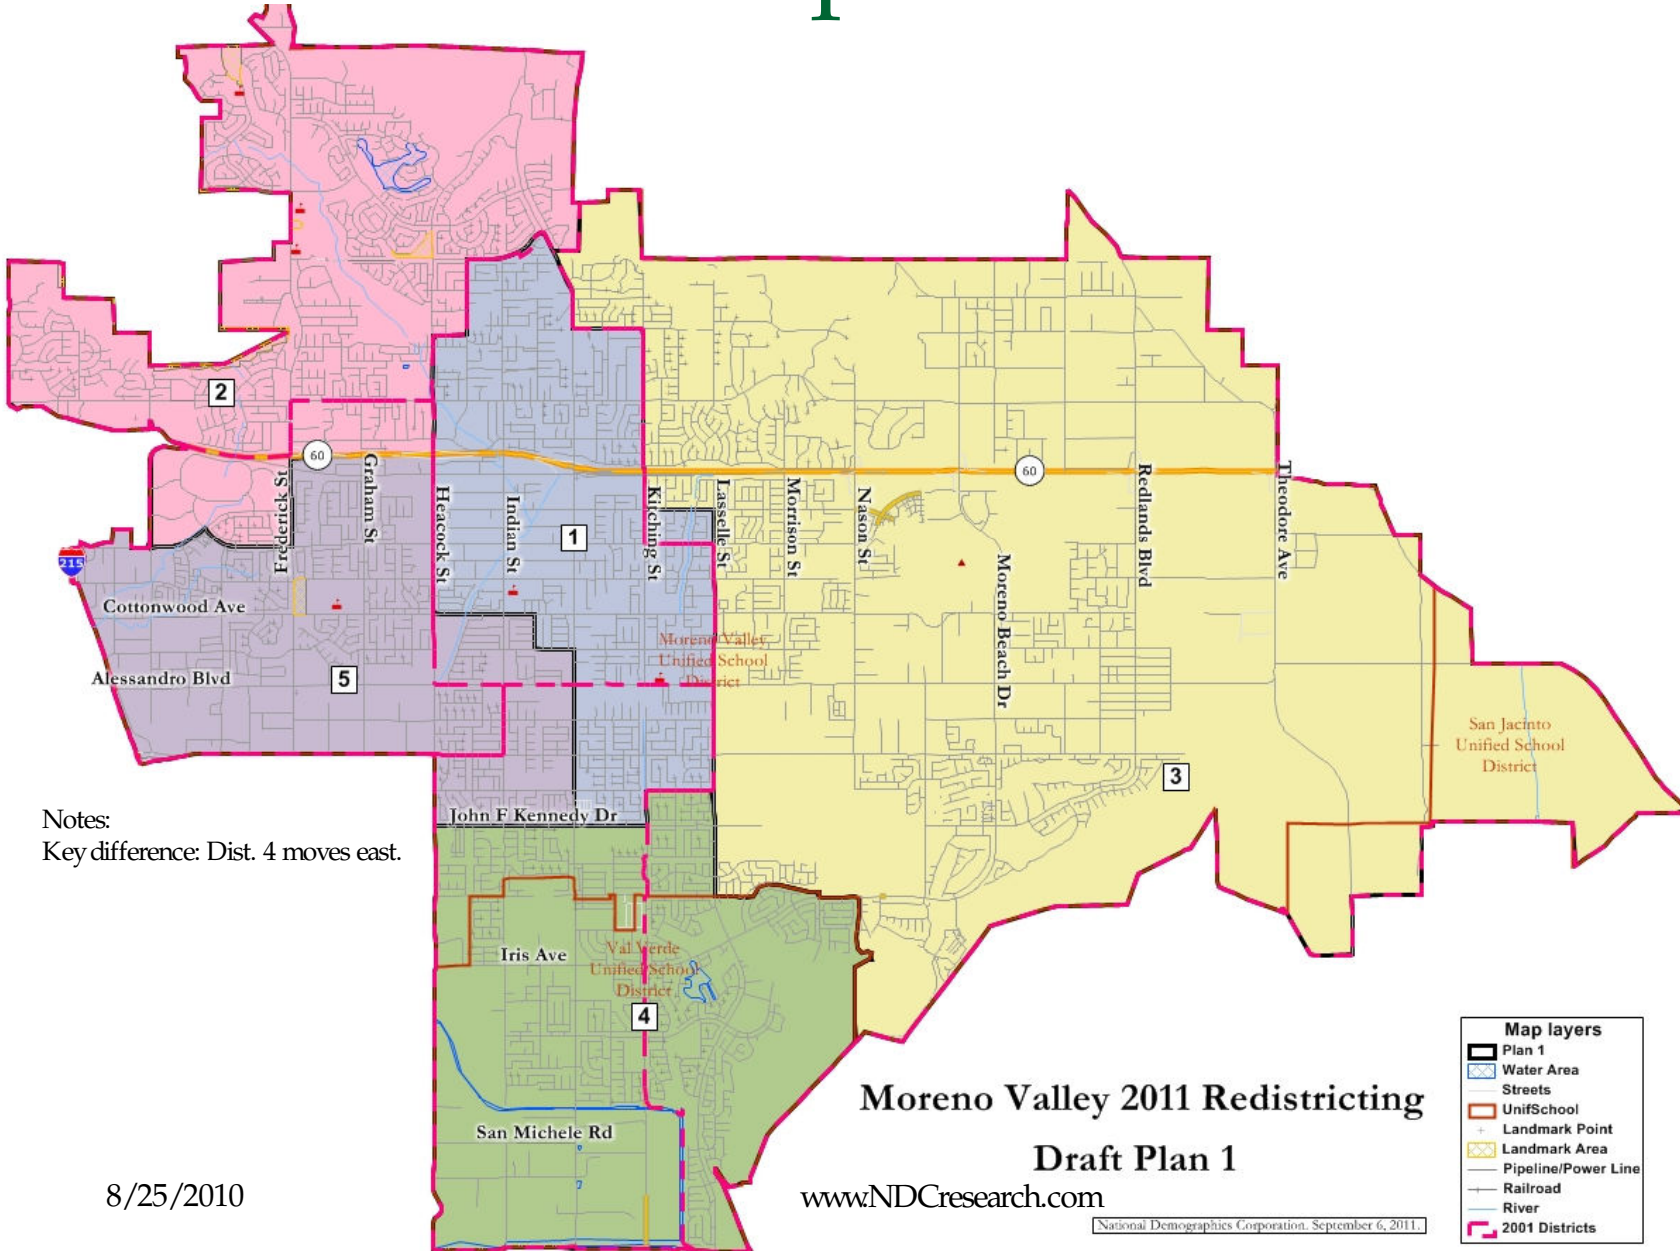 2
60
60
Frederick St
Graham St
Heacock St
Indian St
Kitching St
Lasselle St
Morrison St
Nason St
Moreno Beach Dr
Redlands Blvd
Theodore Ave
1
215
Cottonwood Ave
Alessandro Blvd
5
Moreno Valley
Unified School
District
San Jacinto
Unified School
District
3
John F Kennedy Dr
Notes:
Key difference: Dist. 4 moves east.
Iris Ave
Val Verde
Unified School
District
4
San Michele Rd
Moreno Valley 2011 Redistricting
Draft Plan 1
Map layers
Plan 1
Water Area
Streets
UnifSchool
Landmark Point
Landmark Area
Pipeline/Power Line
Railroad
River
2001 Districts
8/25/2010
www.NDCresearch.com
National Demographics Corporation. September 6, 2011.